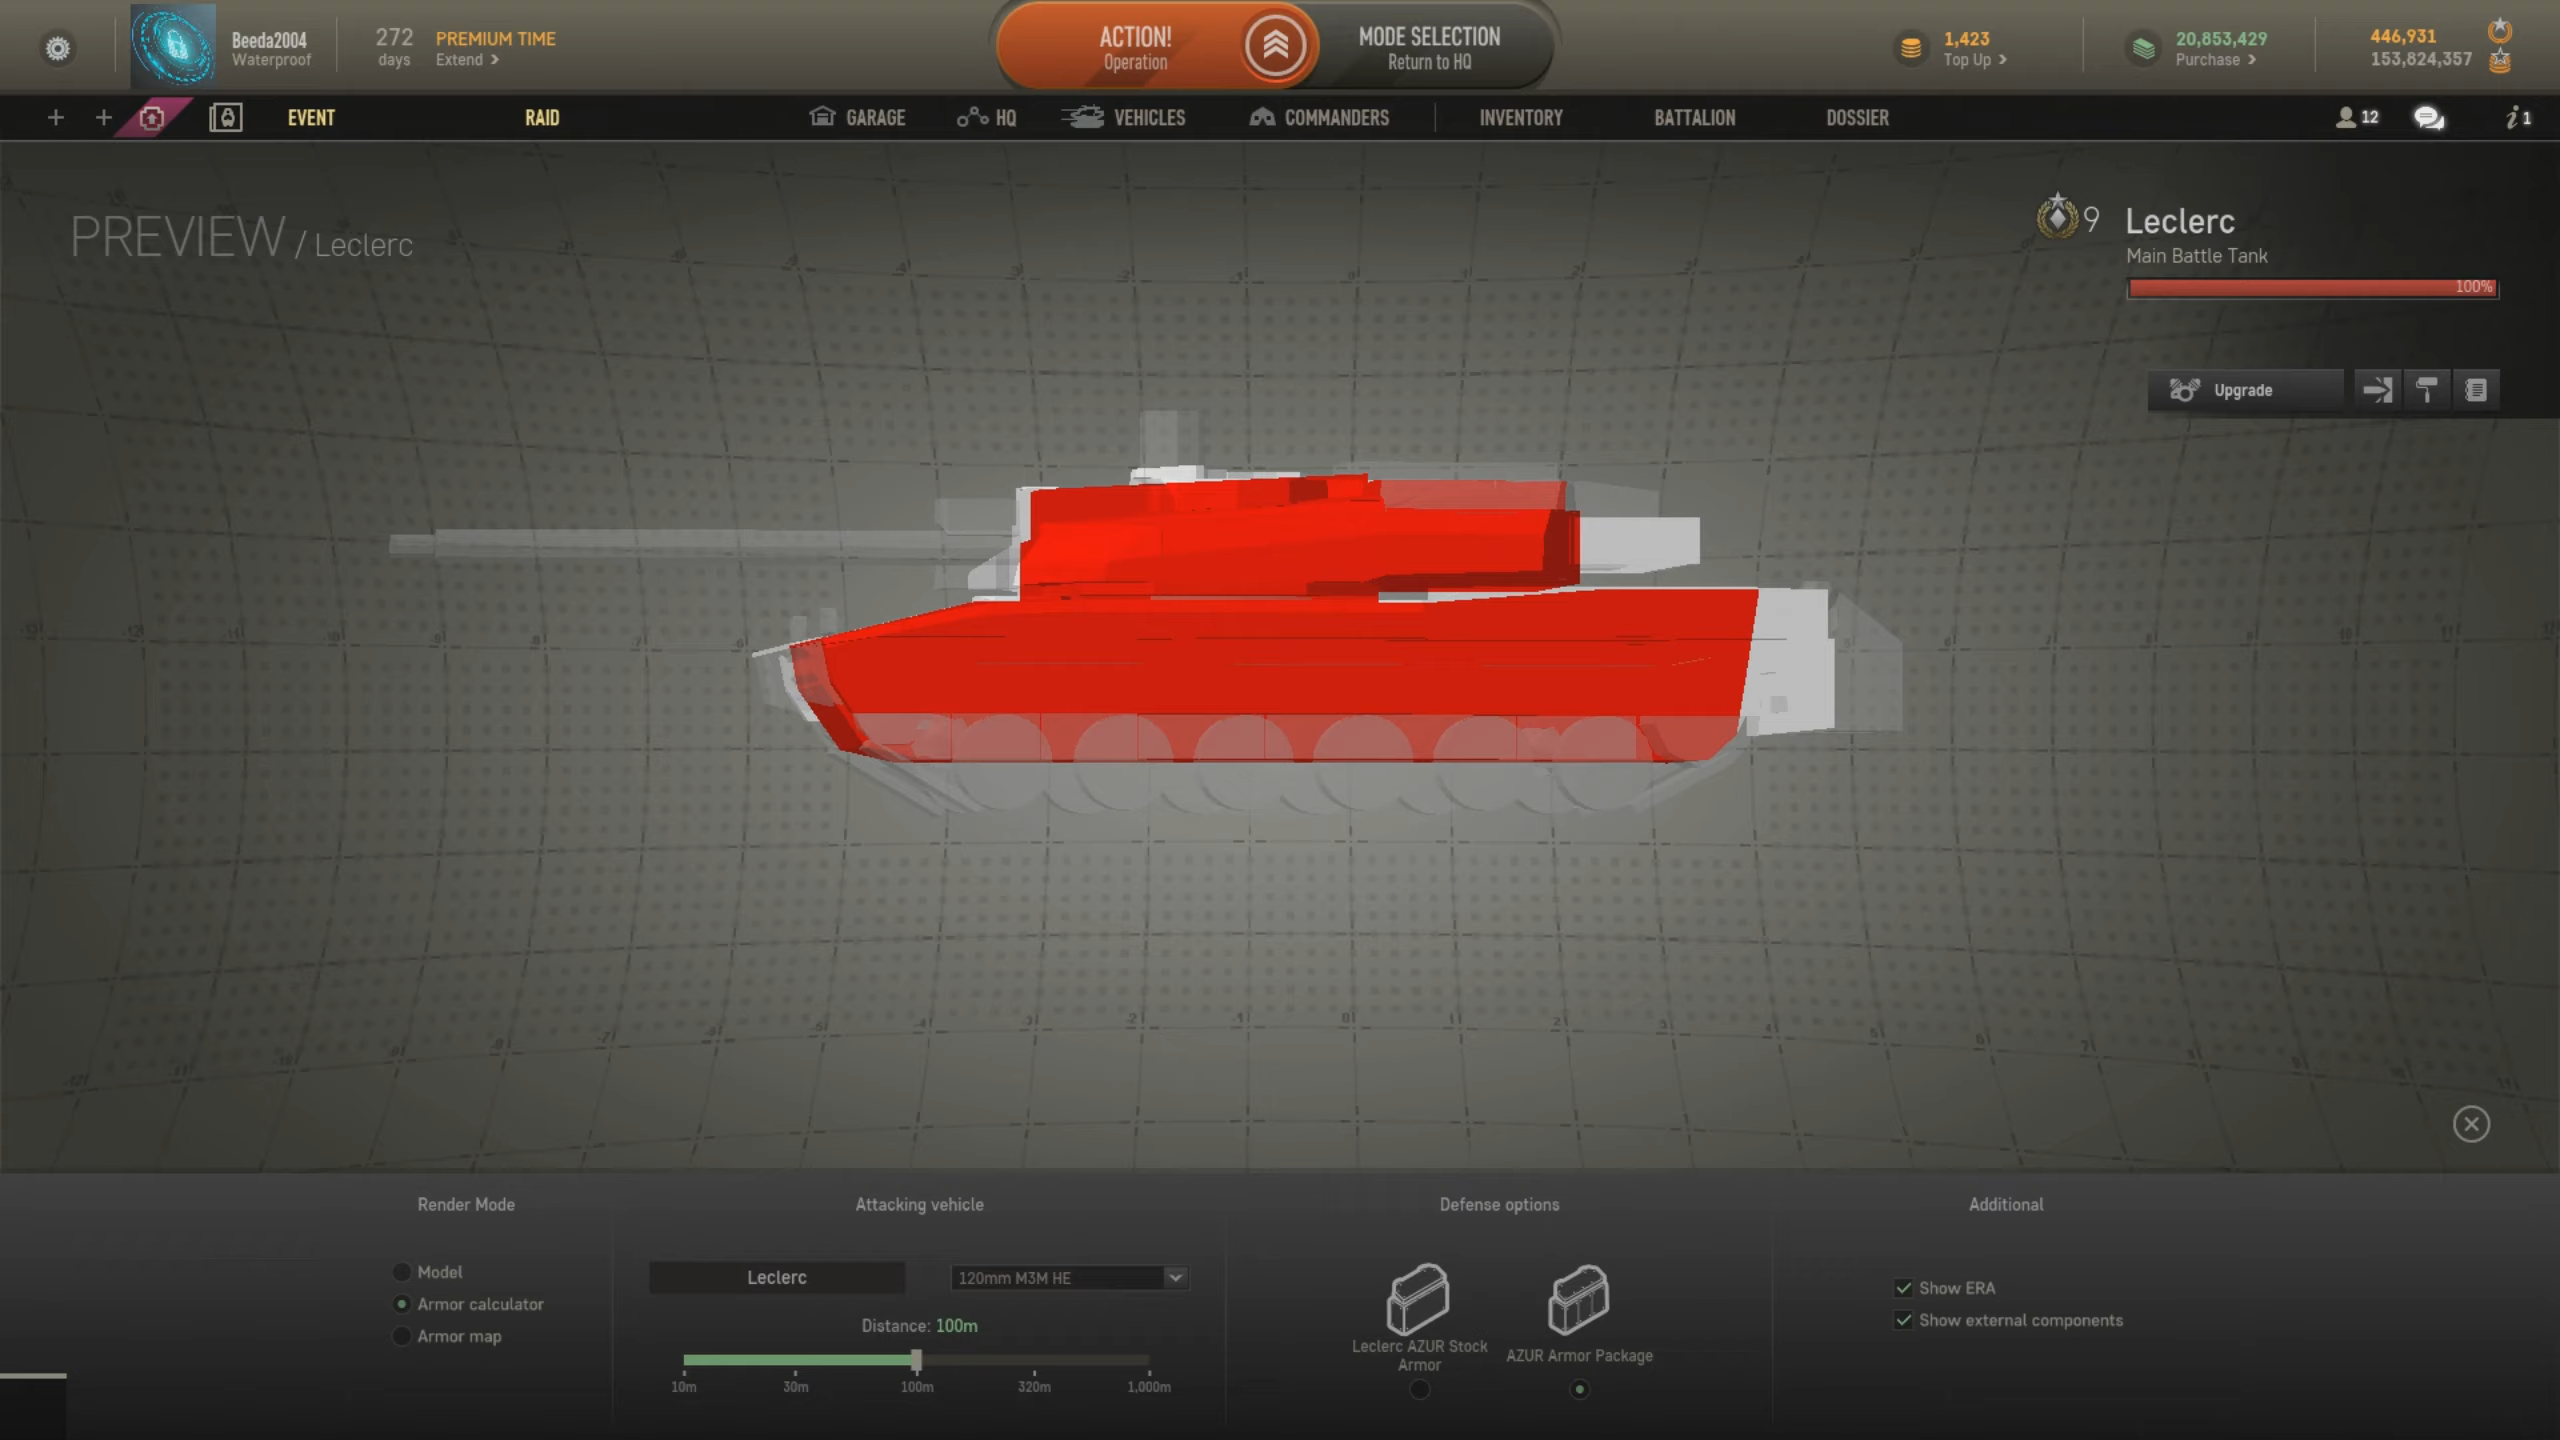 Beeda2004
Waterproof
272
days
PREMIUM TIME
Extend >
ACTION!
Operation
MODE SELECTION
Return to HQ
1,423
Top Up >
20,853,429
Purchase >
446,931
153,824,357
EVENT
RAID
GARAGE
HQ
VEHICLES
COMMANDERS
INVENTORY
BATTALION
DOSSIER
12
i 1
PREVIEW / Leclerc
9
Leclerc
Main Battle Tank
100%
Upgrade
Render Mode
Model
Armor calculator
Armor map
Attacking vehicle
Leclerc
120mm M3M HE
Distance: 100m
10m
30m
100m
320m
1,000m
Defense options
Leclerc AZUR Stock
Armor
AZUR Armor Package
Additional
Show ERA
Show external components